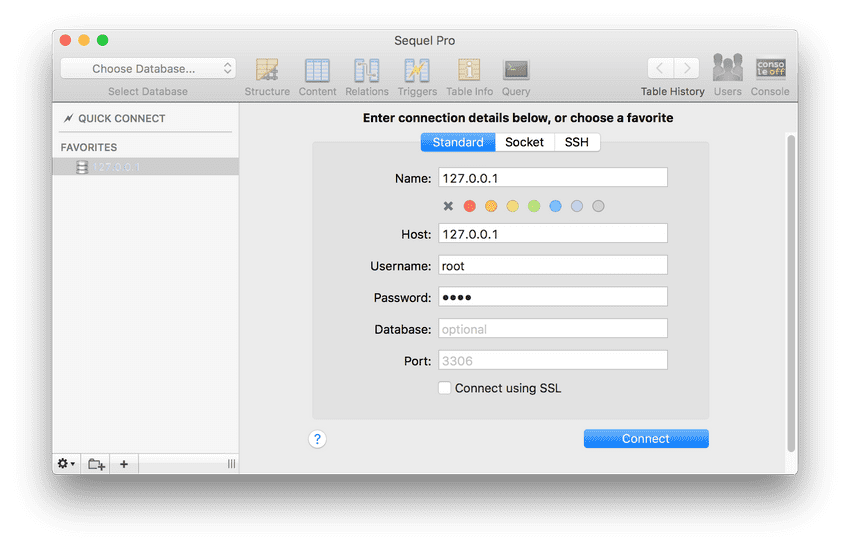 Sequel Pro
Choose Database...
Select Database
Structure
Content
Relations
Triggers
Table Info
Query
Table History
Users
conso
le off
Console
QUICK CONNECT
FAVORITES
127.0.0.1
Enter connection details below, or choose a favorite
Standard
Socket
SSH
Name: 127.0.0.1
Host: 127.0.0.1
Username: root
Password: ●●●●
Database: optional
Port: 3306
Connect using SSL
?
Connect